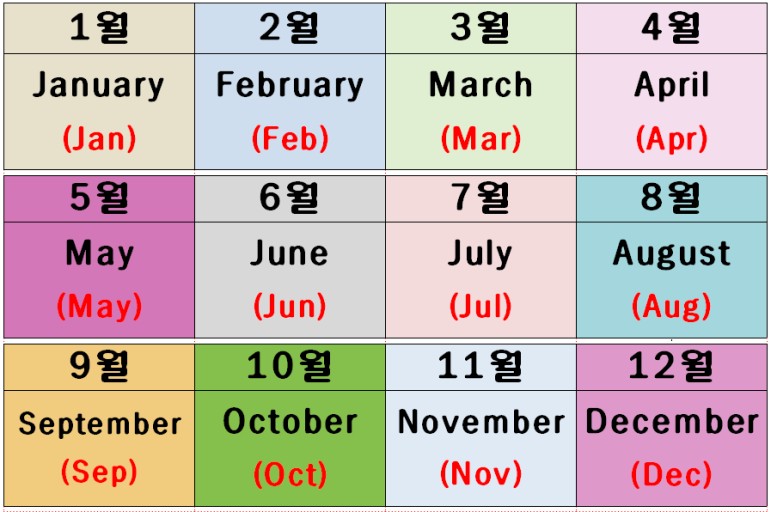 1월 2월 3월 4월
January February March April
(Jan) (Feb) (Mar) (Apr)
5월 6월 7월 8월
May June July August
(May) (Jun) (Jul) (Aug)
9월 10월 11월 12월
September October November December
(Sep) (Oct) (Nov) (Dec)